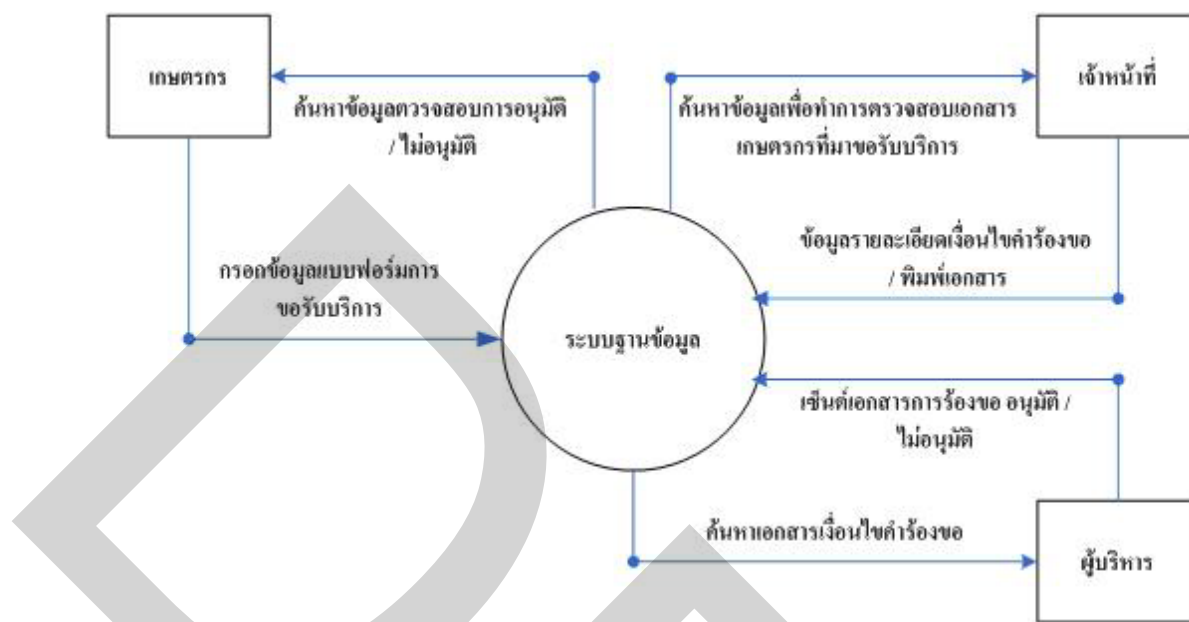 เกษตรกร
เจ้าหน้าที่
ค้นหาข้อมูลตวรจสอบการอนุมัติ
/ ไม่อนุมัติ
ค้นหาข้อมูลเพื่อทำการตรวจสอบเอกสาร
เกษตรกรที่มาขอรับบริการ
กรอกข้อมูลแบบฟอร์มการ
ขอรับบริการ
ข้อมูลรายละเอียดเงื่อนไขคำร้องขอ
/ พิมพ์เอกสาร
ระบบฐานข้อมูล
เซ็นต์เอกสารการร้องขอ อนุมัติ /
ไม่อนุมัติ
ค้นหาเอกสารเงื่อนไขคำร้องขอ
ผู้บริหาร